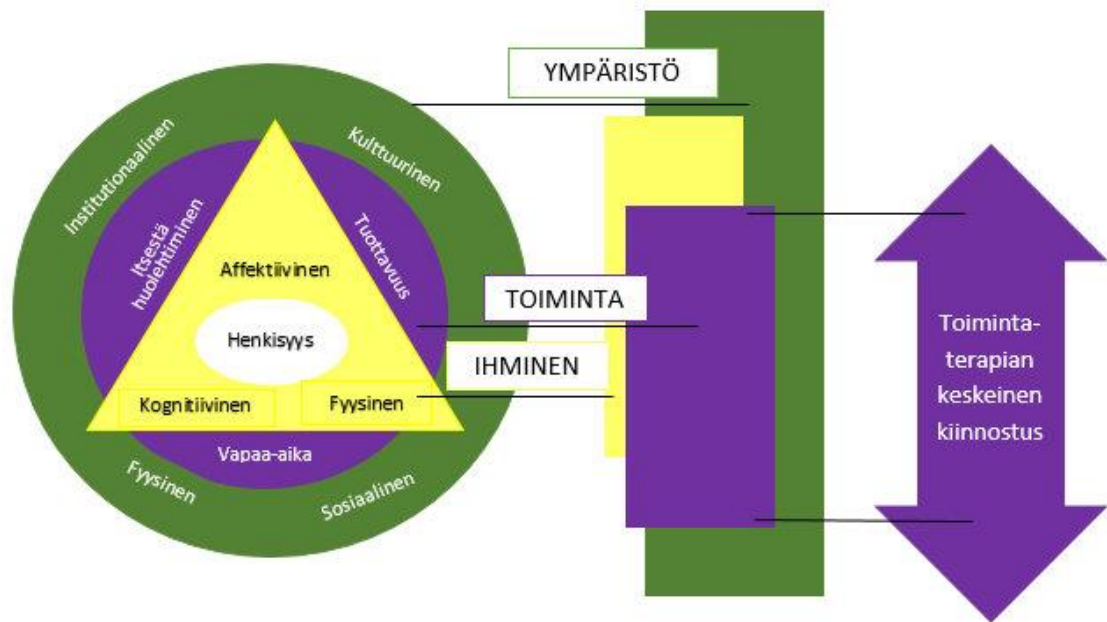 YMPÄRISTÖ
Institutionaalinen
Kulttuurinen
Itsestä
huolehtiminen
Tuottavuus
Affektiivinen
Henkisyys
TOIMINTA
IHMINEN
Kognitiivinen
Fyysinen
Vapaa-aika
Fyysinen
Sosiaalinen
Toiminta-
terapian
keskeinen
kiinnostus